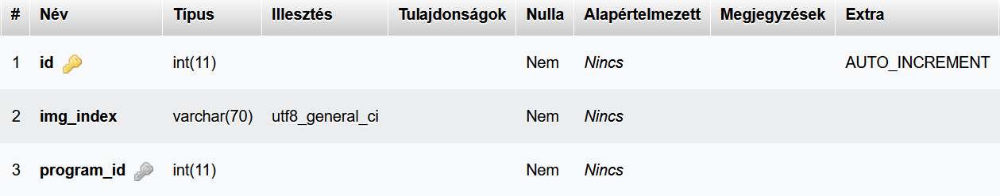 # Név Típus Illesztés Tulajdonságok Nulla Alapértelmezett Megjegyzések Extra
1 id int(11) Nem Nincs AUTO_INCREMENT
2 img_index varchar(70) utf8_general_ci Nem Nincs
3 program_id int(11) Nem Nincs